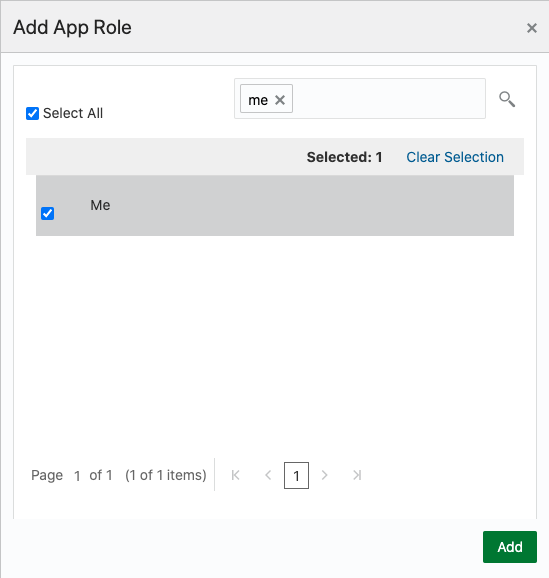 Add App Role
me
Select All
Selected: 1 Clear Selection
Me
Page 1 of 1 (1 of 1 items) 1
Add